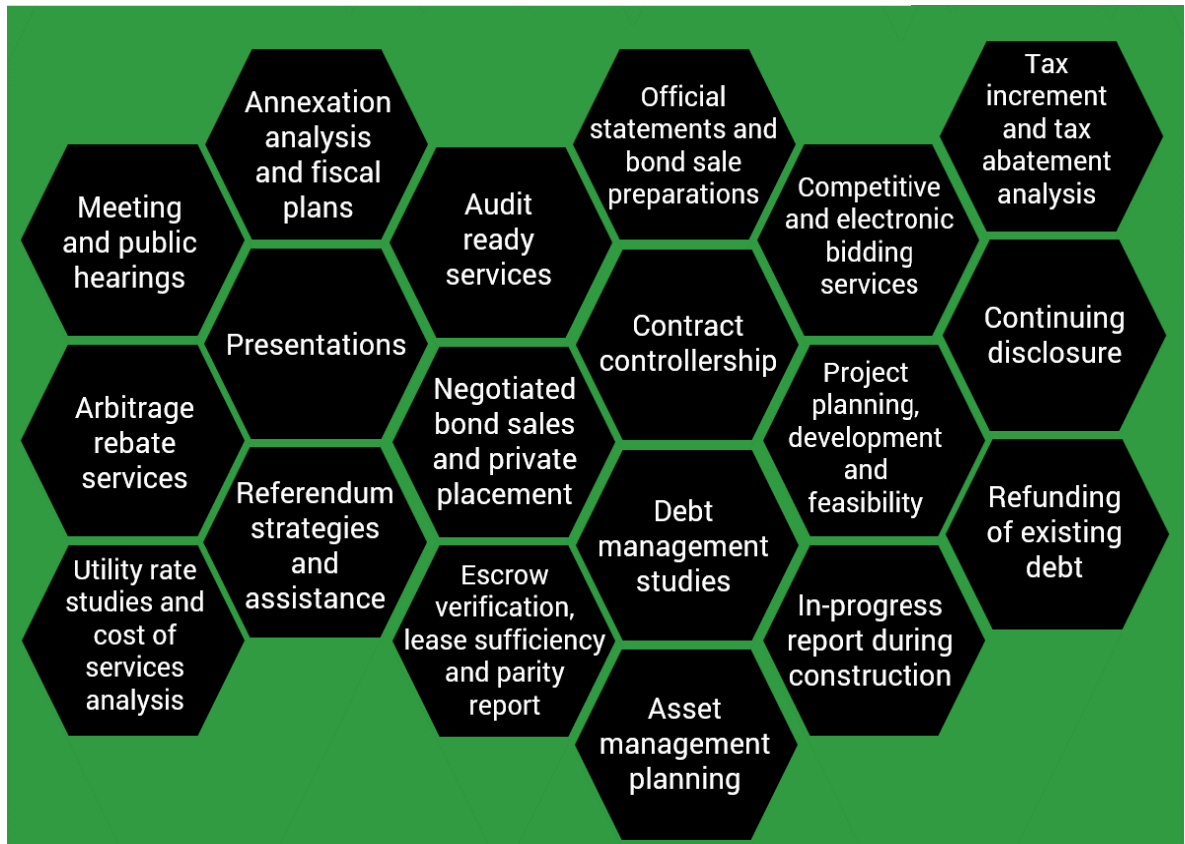 Meeting
and public
hearings
Arbitrage
rebate
services
Utility rate
studies and
cost of
services
analysis
Annexation
analysis
and fiscal
plans
Presentations
Referendum
strategies
and
assistance
Audit
ready
services
Negotiated
bond sales
and private
placement
Escrow
verification,
lease sufficiency
and parity
report
Official
statements and
bond sale
preparations
Contract
controllership
Debt
management
studies
Asset
management
planning
Competitive
and electronic
bidding
services
Project
planning,
development
and
feasibility
In-progress
report during
construction
Tax
increment
and tax
abatement
analysis
Continuing
disclosure
Refunding
of existing
debt